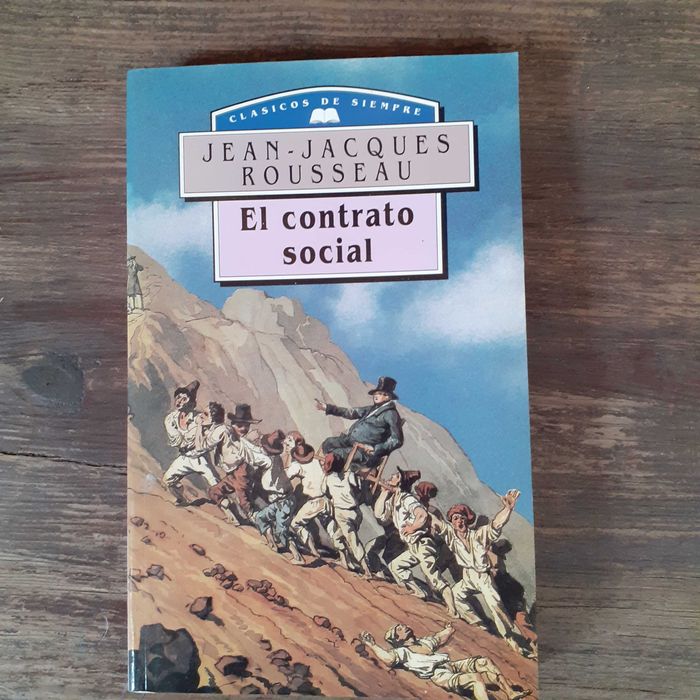 CLASICOS DE SIEMPRE
JEAN-JACQUES
ROUSSEAU
El contrato
social